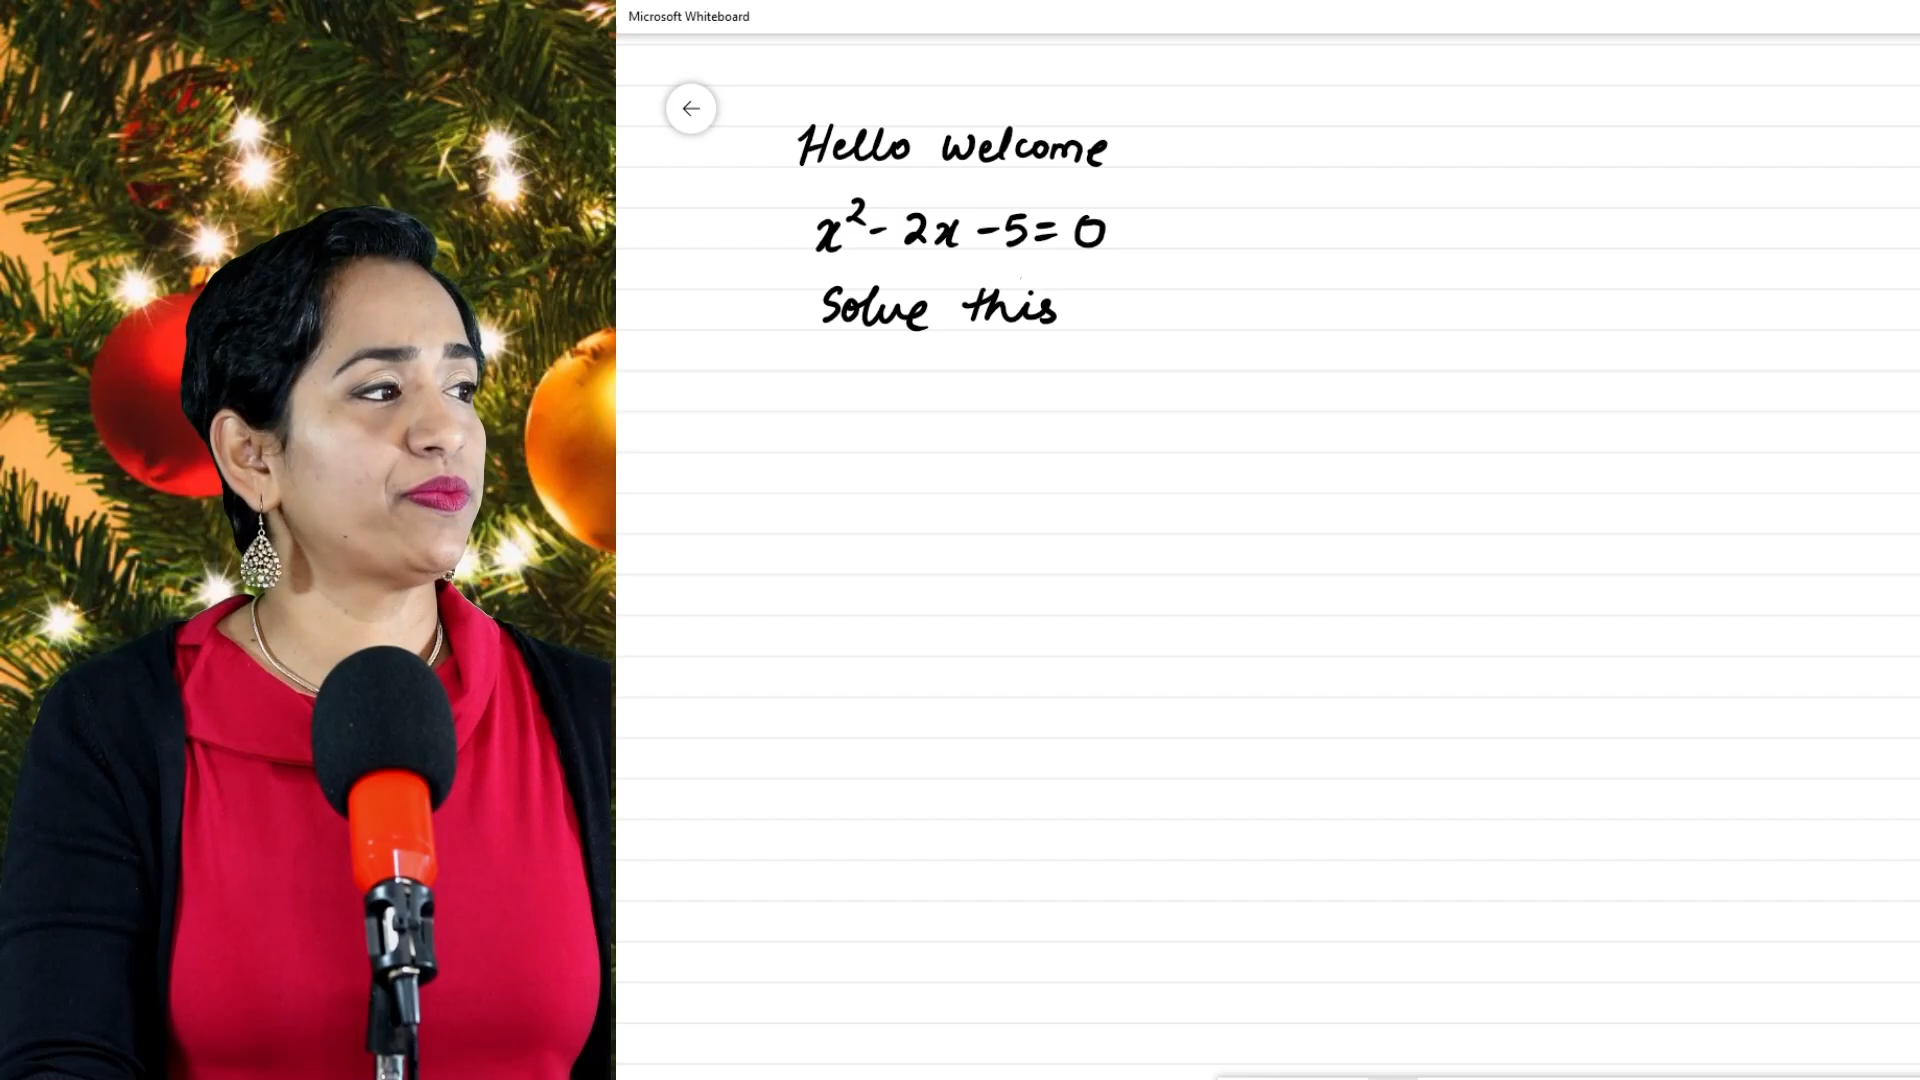 Microsoft Whiteboard
Hello welcome
x² - 2x - 5 = 0
Solve this